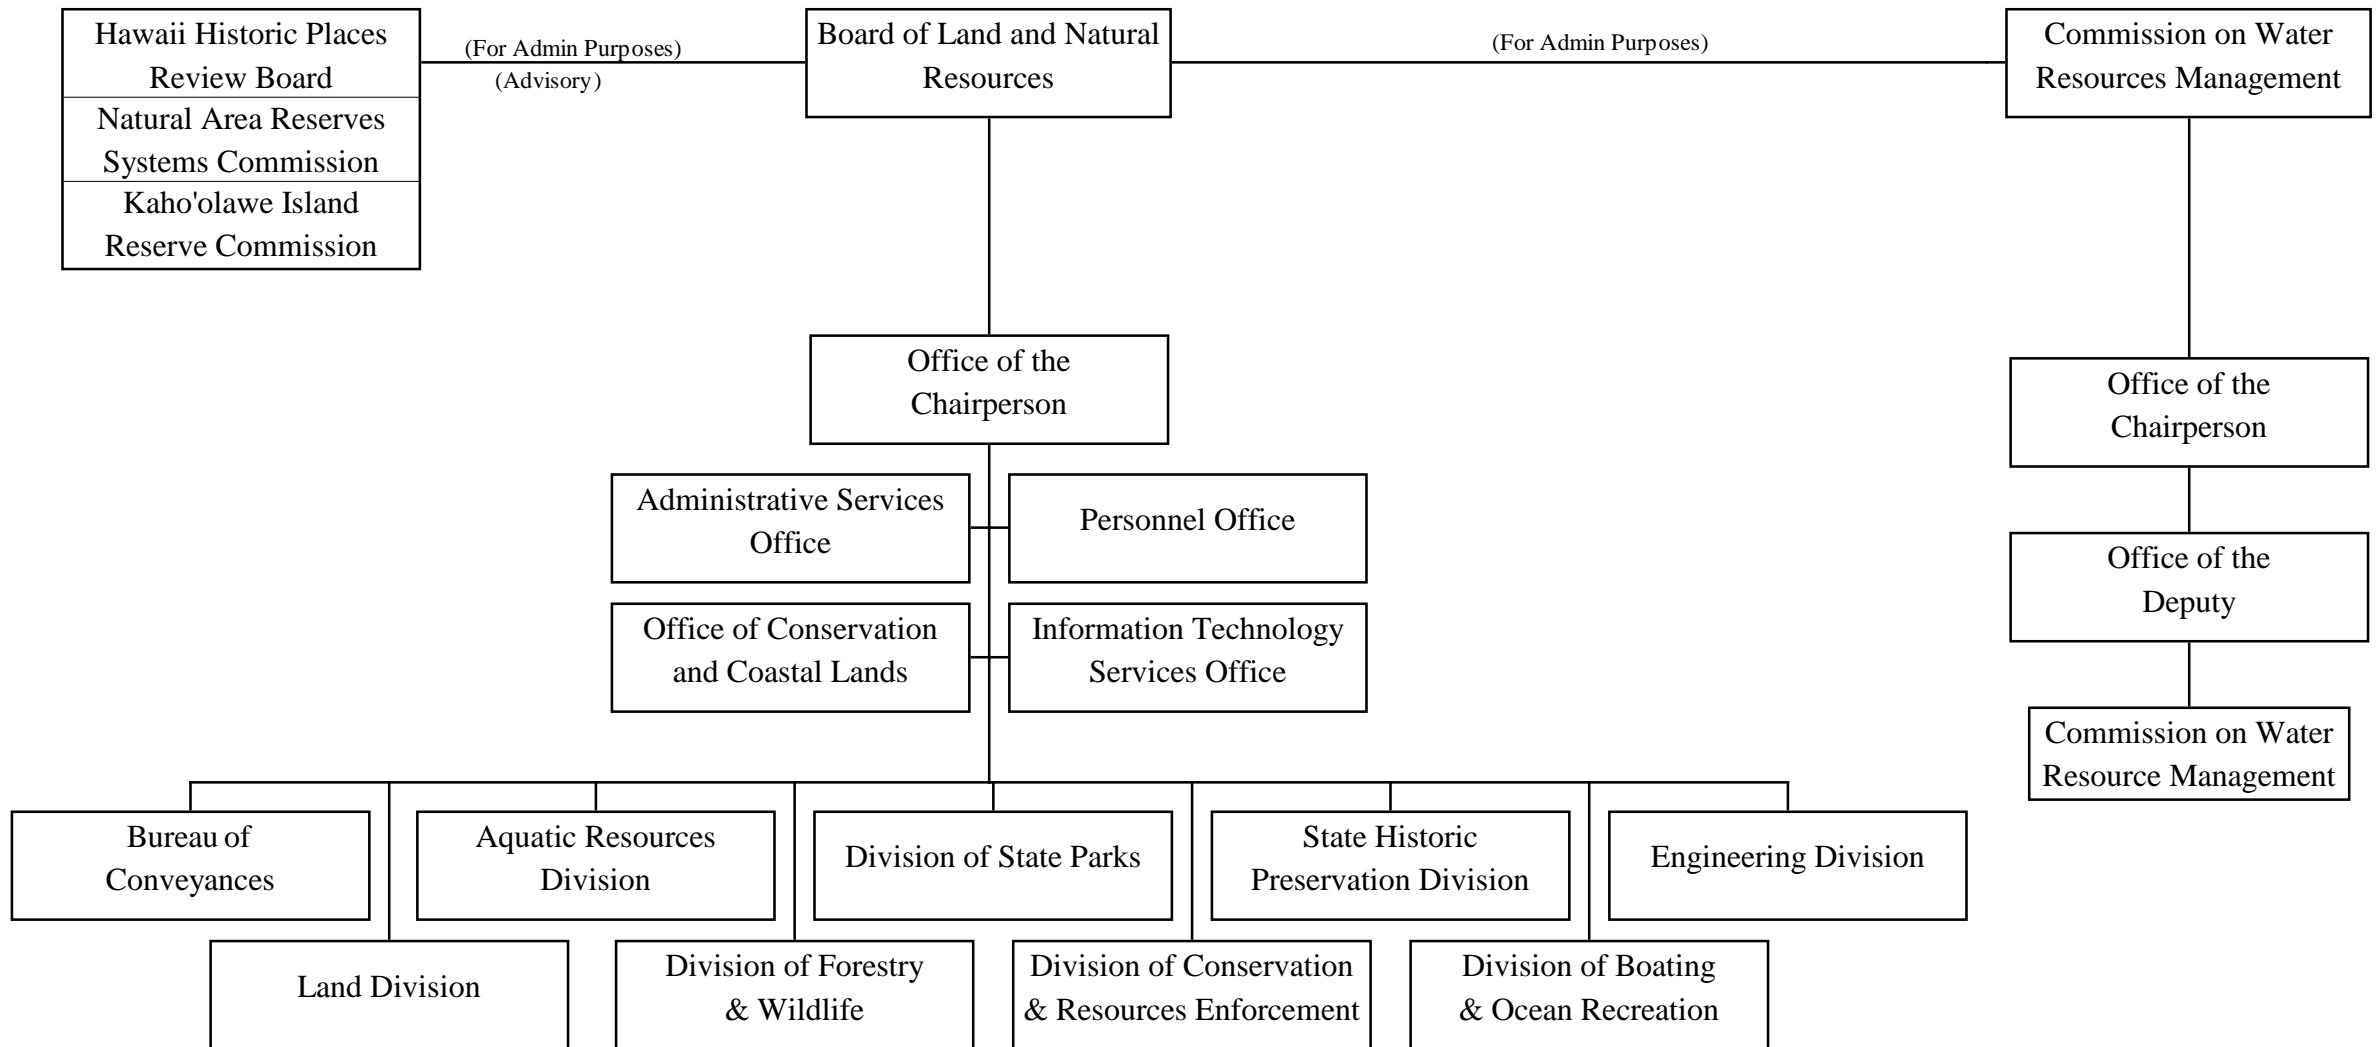 Hawaii Historic Places
Review Board
Natural Area Reserves
Systems Commission
Kaho'olawe Island
Reserve Commission
(For Admin Purposes)
(Advisory)
Board of Land and Natural
Resources
(For Admin Purposes)
Commission on Water
Resources Management
Office of the
Chairperson
Office of the
Chairperson
Administrative Services
Office
Personnel Office
Office of the
Deputy
Office of Conservation
and Coastal Lands
Information Technology
Services Office
Commission on Water
Resource Management
Bureau of
Conveyances
Aquatic Resources
Division
Division of State Parks
State Historic
Preservation Division
Engineering Division
Land Division
Division of Forestry
& Wildlife
Division of Conservation
& Resources Enforcement
Division of Boating
& Ocean Recreation